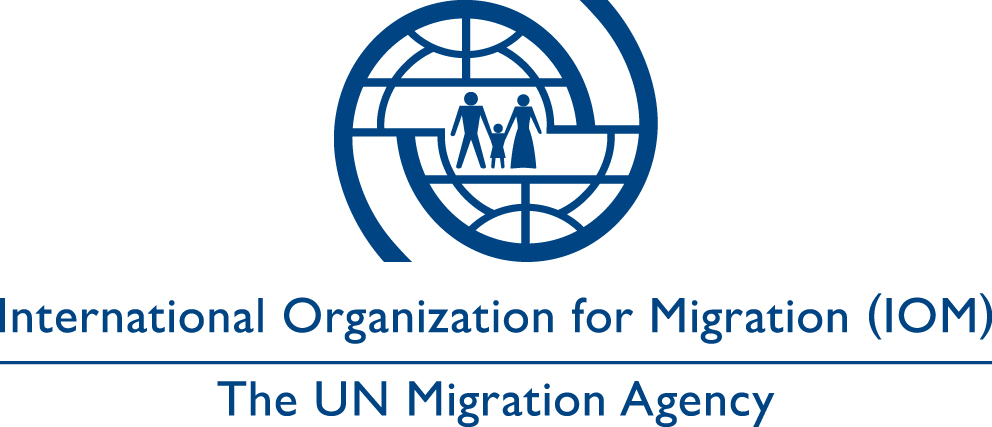 International Organization for Migration (IOM)
The UN Migration Agency